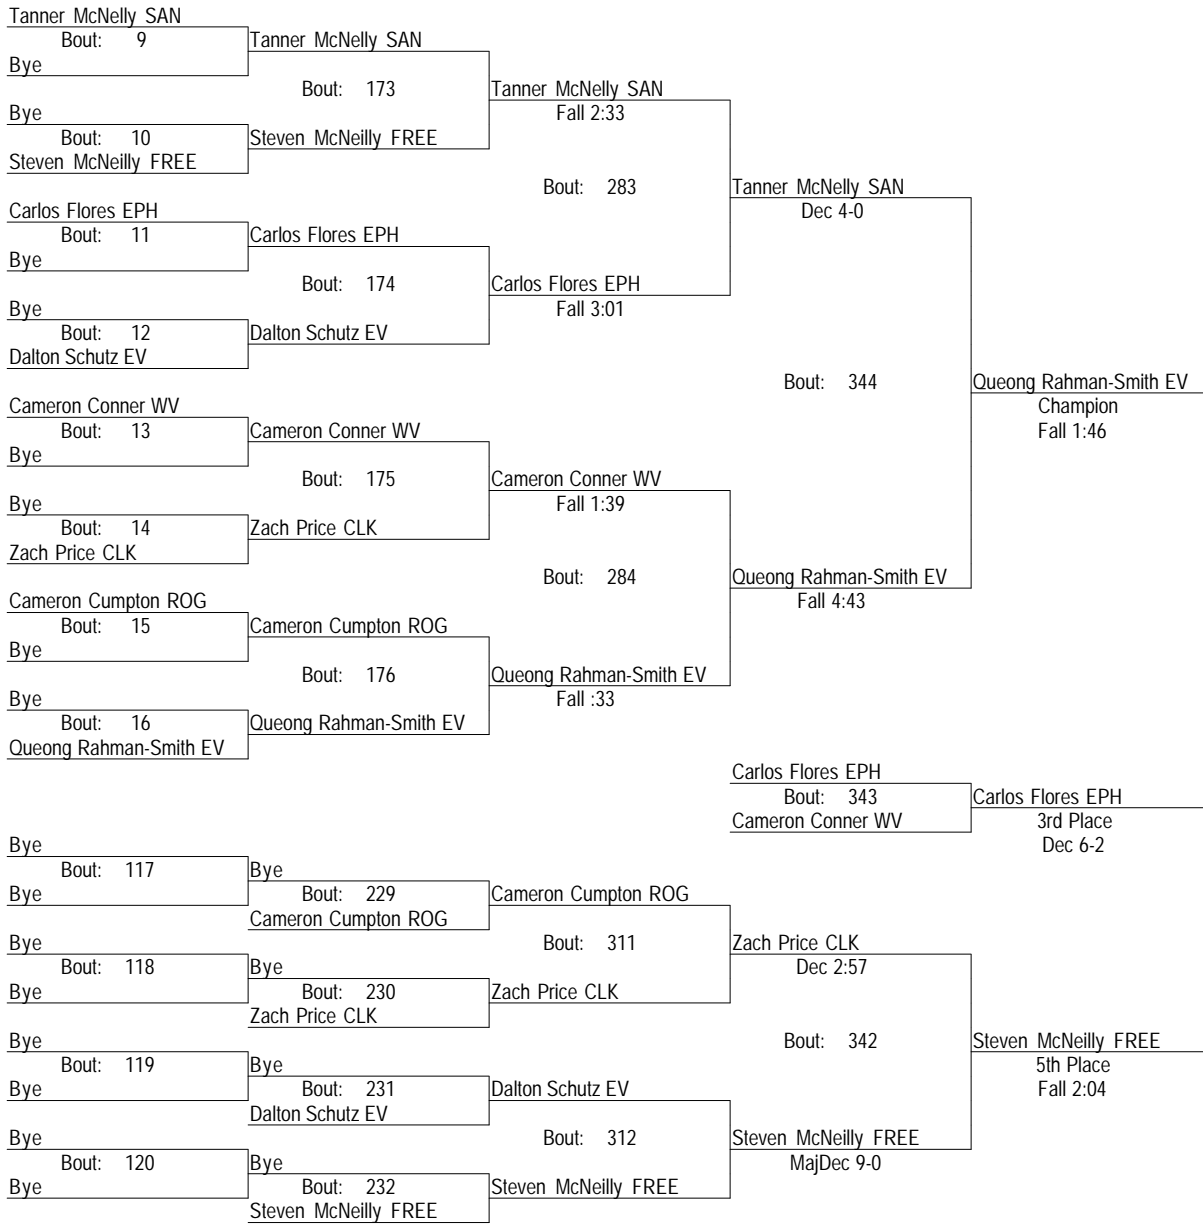 Tanner McNelly SAN
Bout: 9
Tanner McNelly SAN
Bye
Bout: 173
Tanner McNelly SAN
Bye
Fall 2:33
Bout: 10
Steven McNeilly FREE
Steven McNeilly FREE
Bout: 283
Tanner McNelly SAN
Carlos Flores EPH
Dec 4-0
Bout: 11
Carlos Flores EPH
Bye
Bout: 174
Carlos Flores EPH
Bye
Fall 3:01
Bout: 12
Dalton Schutz EV
Dalton Schutz EV
Bout: 344
Queong Rahman-Smith EV
Cameron Conner WV
Champion
Bout: 13
Cameron Conner WV
Fall 1:46
Bye
Bout: 175
Cameron Conner WV
Bye
Fall 1:39
Bout: 14
Zach Price CLK
Zach Price CLK
Bout: 284
Queong Rahman-Smith EV
Cameron Cumpton ROG
Fall 4:43
Bout: 15
Cameron Cumpton ROG
Bye
Bout: 176
Queong Rahman-Smith EV
Bye
Fall :33
Bout: 16
Queong Rahman-Smith EV
Queong Rahman-Smith EV
Carlos Flores EPH
Bout: 343
Carlos Flores EPH
Cameron Conner WV
3rd Place
Dec 6-2
Bye
Bout: 117
Bye
Bye
Bout: 229
Cameron Cumpton ROG
Cameron Cumpton ROG
Bye
Bout: 311
Zach Price CLK
Bout: 118
Bye
Dec 2:57
Bye
Bout: 230
Zach Price CLK
Zach Price CLK
Bye
Bout: 342
Steven McNeilly FREE
Bout: 119
Bye
5th Place
Bye
Bout: 231
Dalton Schutz EV
Fall 2:04
Dalton Schutz EV
Bye
Bout: 312
Steven McNeilly FREE
Bout: 120
Bye
MajDec 9-0
Bye
Bout: 232
Steven McNeilly FREE
Steven McNeilly FREE